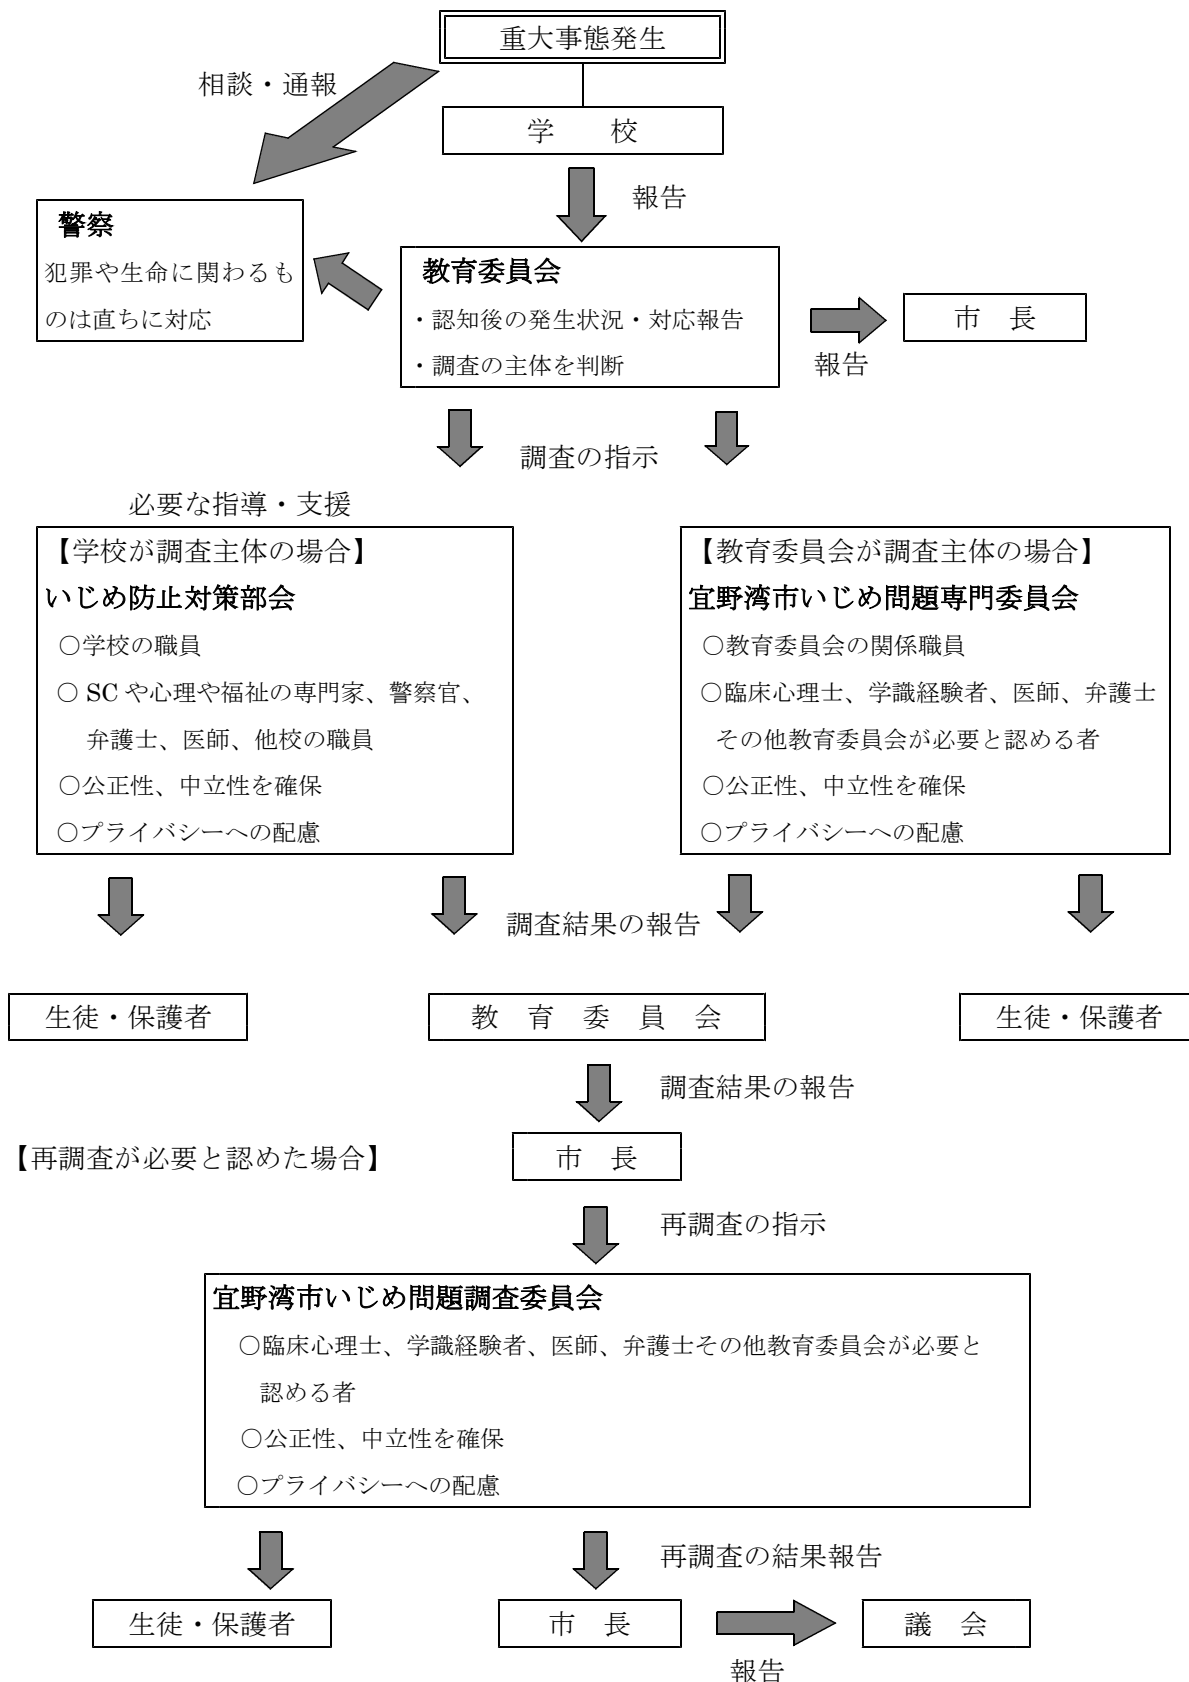 重大事態発生
相談・通報
学　　校
報告
警察
犯罪や生命に関わるも
のは直ちに対応
教育委員会
・認知後の発生状況・対応報告
・調査の主体を判断
市　長
報告
調査の指示
必要な指導・支援
【学校が調査主体の場合】
いじめ防止対策部会
○学校の職員
○ SC や心理や福祉の専門家、警察官、
弁護士、医師、他校の職員
○公正性、中立性を確保
○プライバシーへの配慮
【教育委員会が調査主体の場合】
宜野湾市いじめ問題専門委員会
○教育委員会の関係職員
○臨床心理士、学識経験者、医師、弁護士
その他教育委員会が必要と認める者
○公正性、中立性を確保
○プライバシーへの配慮
調査結果の報告
生徒・保護者
教　育　委　員　会
生徒・保護者
調査結果の報告
【再調査が必要と認めた場合】
市　長
再調査の指示
宜野湾市いじめ問題調査委員会
○臨床心理士、学識経験者、医師、弁護士その他教育委員会が必要と
認める者
○公正性、中立性を確保
○プライバシーへの配慮
再調査の結果報告
生徒・保護者
市　長
議　会
報告